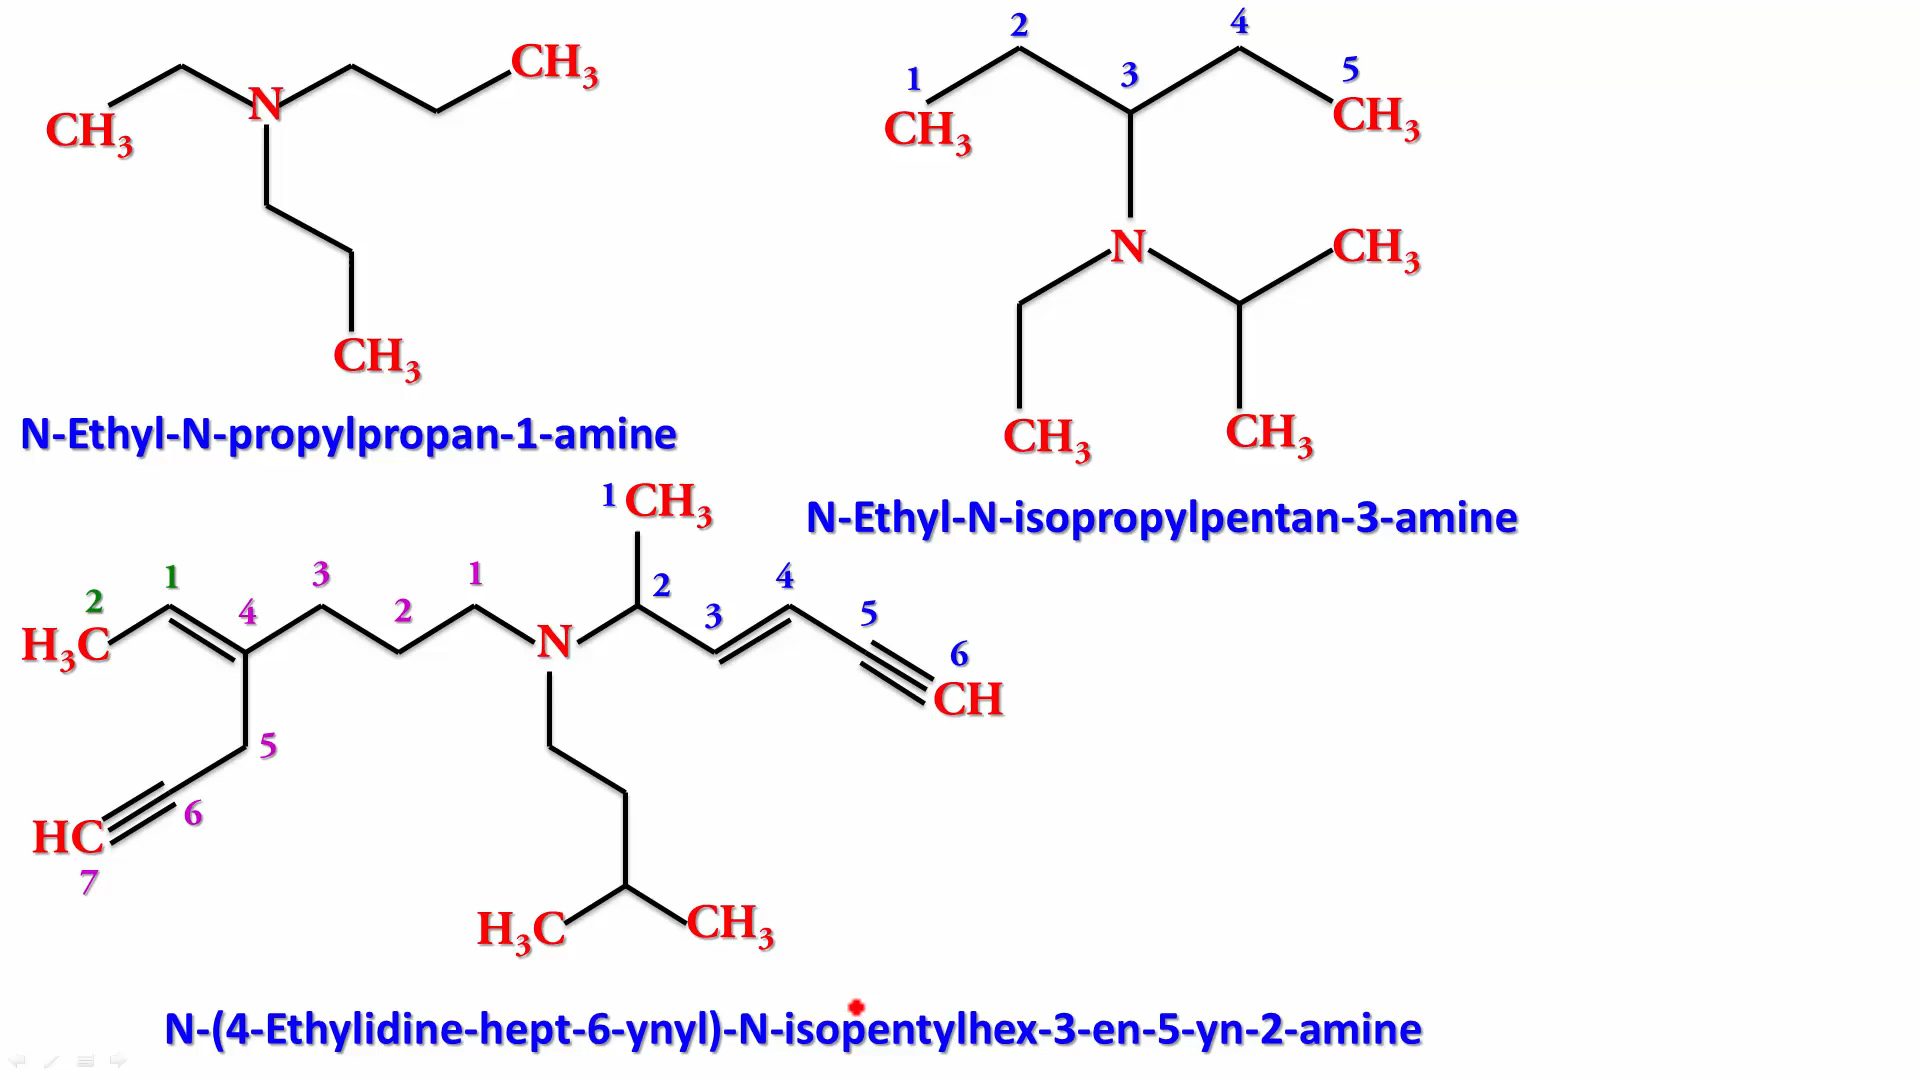 CH₃
N
CH₃
CH₃
N-Ethyl-N-propylpropan-1-amine
1
2
3
4
5
CH₃
CH₃
N
CH₃
CH₃
CH₃
N-Ethyl-N-isopropylpentan-3-amine
1 CH₃
2
1
4
3
2
1
2
3
4
5
6
H₃C
N
CH
5
6
HC
7
H₃C
CH₃
N-(4-Ethylidine-hept-6-ynyl)-N-isopentylhex-3-en-5-yn-2-amine